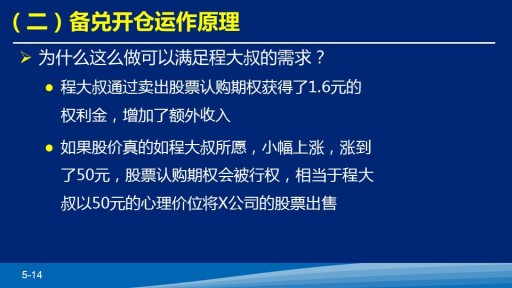 （二）备兑开仓运作原理
为什么这么做可以满足程大叔的需求？
程大叔通过卖出股票认购期权获得了1.6元的
权利金，增加了额外收入
如果股价真的如程大叔所愿，小幅上涨，涨到
了50元，股票认购期权会被行权，相当于程大
叔以50元的心理价位将X公司的股票出售
5-14